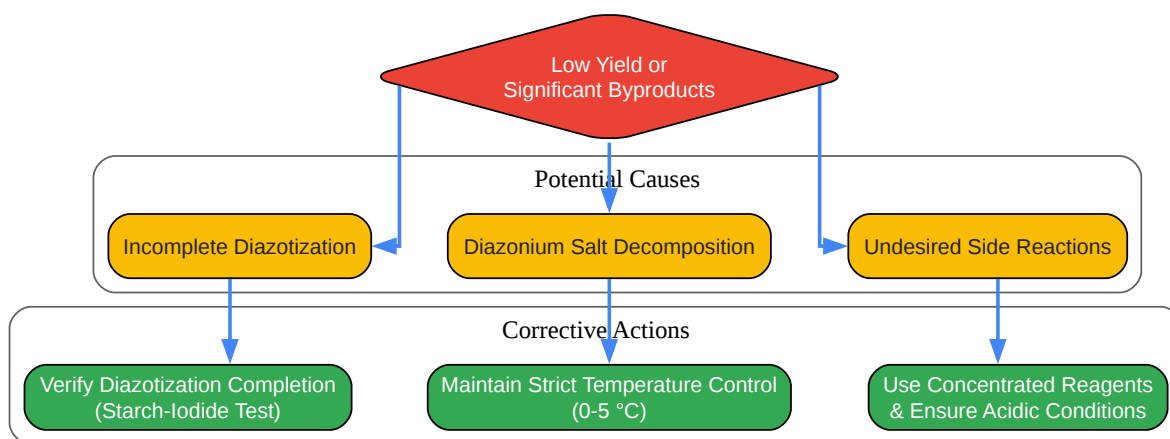 Low Yield or
Significant Byproducts
Potential Causes
Incomplete Diazotization
Diazonium Salt Decomposition
Undesired Side Reactions
Corrective Actions
Verify Diazotization Completion
(Starch-Iodide Test)
Maintain Strict Temperature Control
(0-5 °C)
Use Concentrated Reagents
& Ensure Acidic Conditions